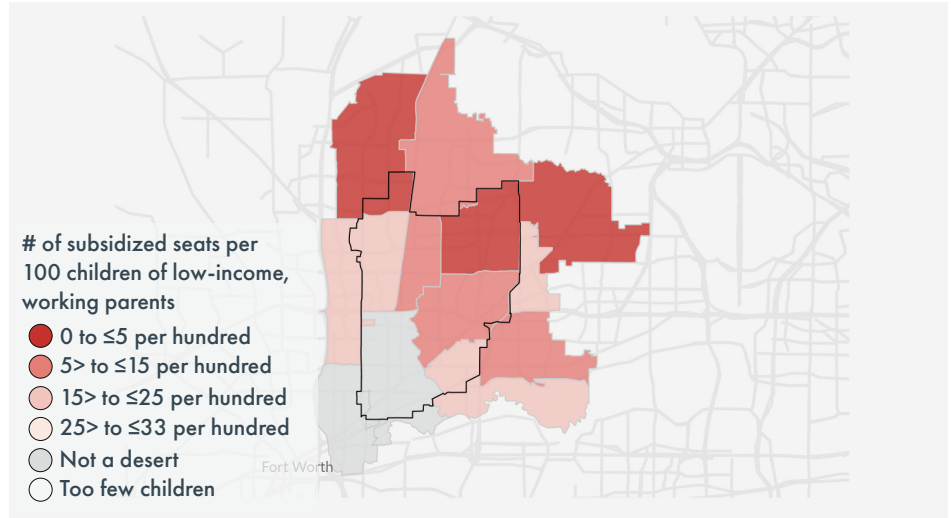 # of subsidized seats per
100 children of low-income,
working parents
0 to ≤5 per hundred
5> to ≤15 per hundred
15> to ≤25 per hundred
25> to ≤33 per hundred
Not a desert
Too few children
Fort Worth